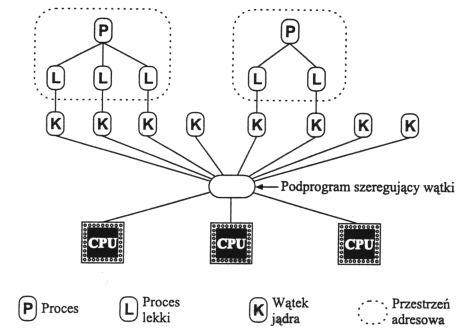 P P
L L L L L
K K K K K K K K
Podprogram szeregujący wątki
CPU CPU CPU
P Proces L Proces lekki K Wątek jądra Przestrzeń adresowa